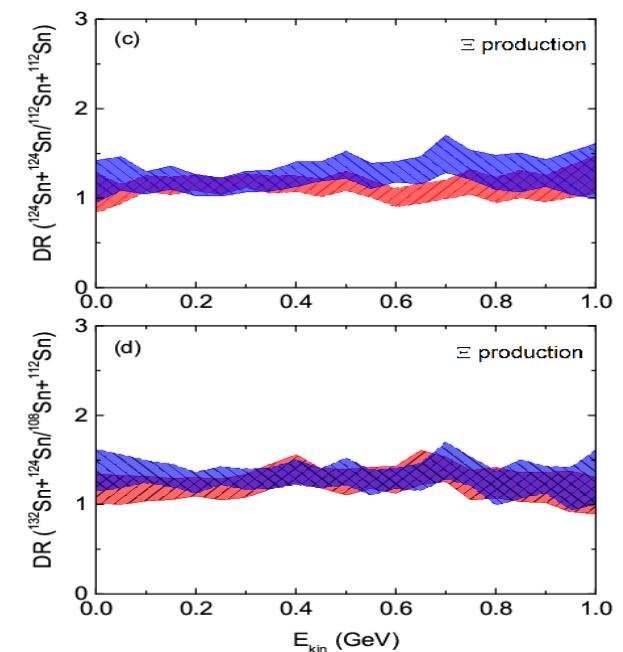 3
(c)
Ξ production
2
1
0
DR (¹²⁴Sn+¹²⁴Sn/¹¹²Sn+¹¹²Sn)
0.0 0.2 0.4 0.6 0.8 1.0
3
(d)
Ξ production
2
1
0
DR (¹³²Sn+¹²⁴Sn/¹⁰⁸Sn+¹¹²Sn)
0.0 0.2 0.4 0.6 0.8 1.0
E_kin (GeV)